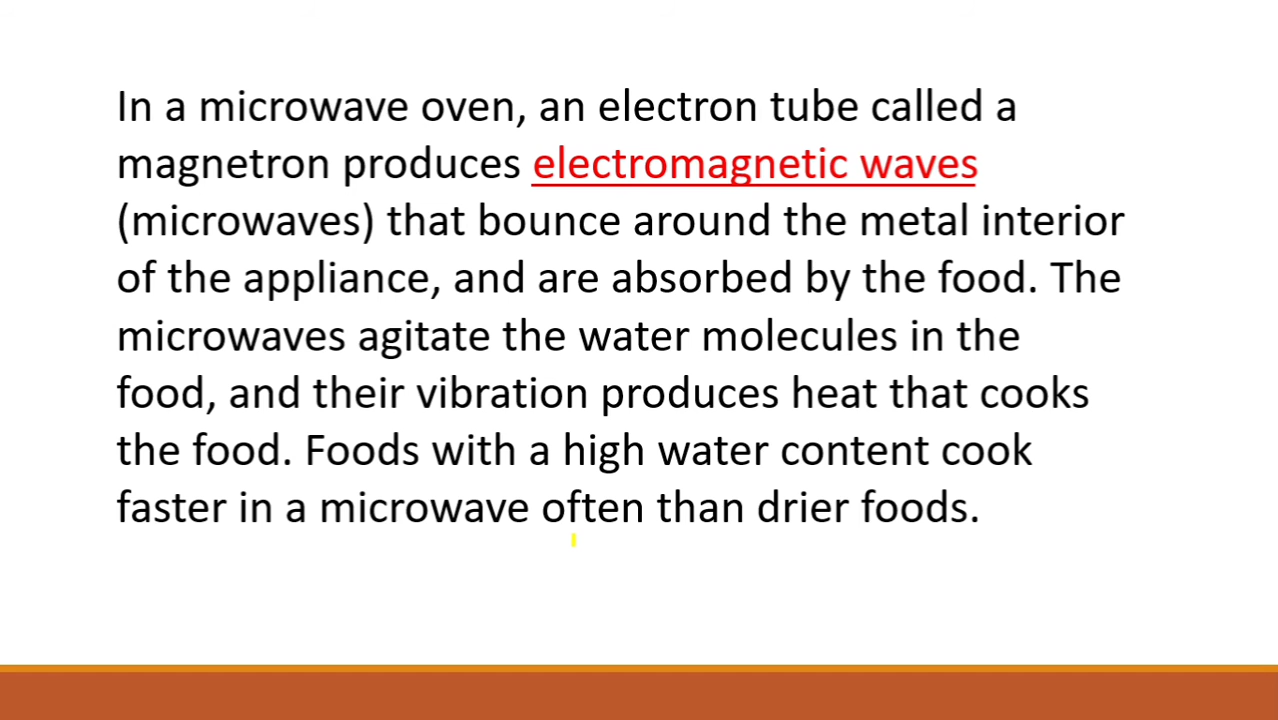 In a microwave oven, an electron tube called a
magnetron produces electromagnetic waves
(microwaves) that bounce around the metal interior
of the appliance, and are absorbed by the food. The
microwaves agitate the water molecules in the
food, and their vibration produces heat that cooks
the food. Foods with a high water content cook
faster in a microwave often than drier foods.